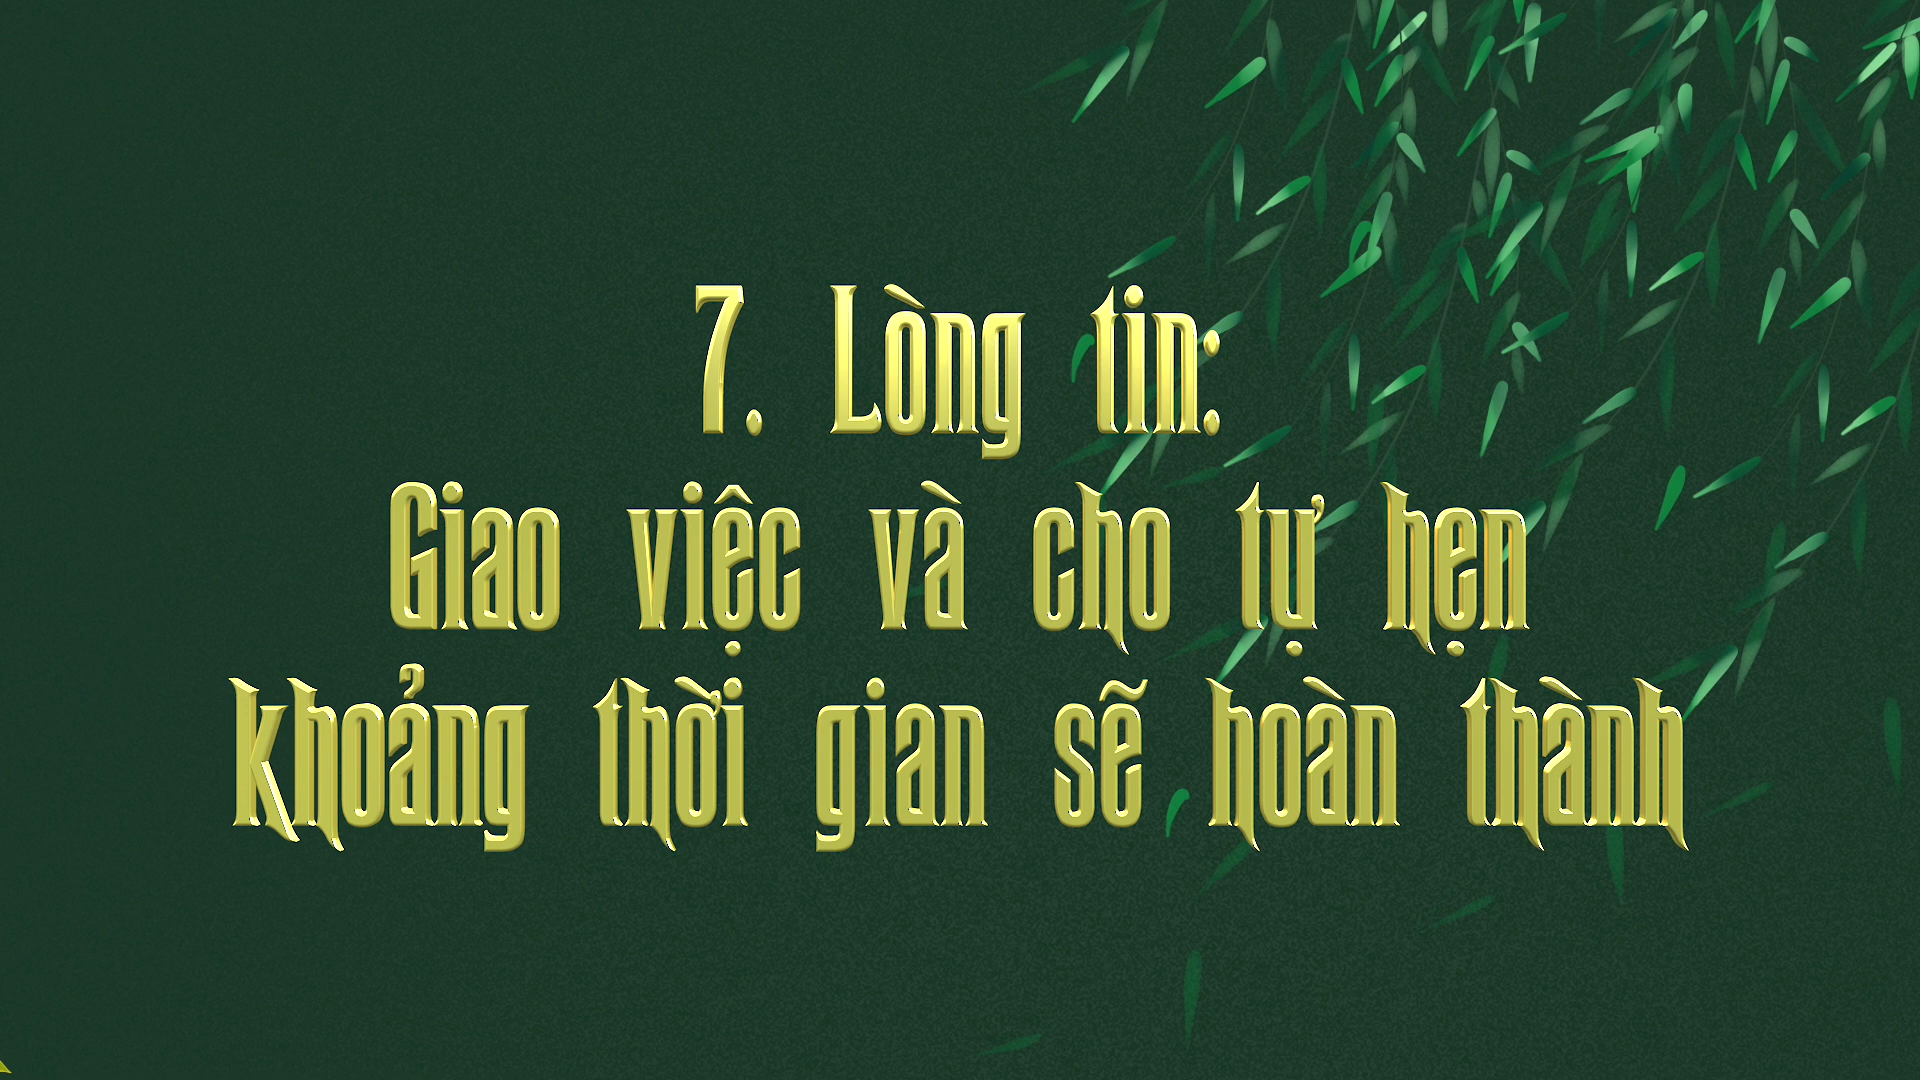 7. Lòng tin:
Giao việc và cho tự hẹn
khoảng thời gian sẽ hoàn thành